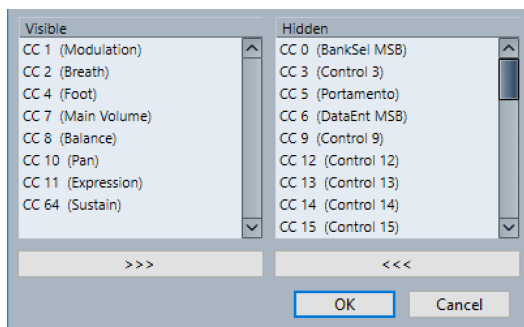 Visible
CC 1 (Modulation)
CC 2 (Breath)
CC 4 (Foot)
CC 7 (Main Volume)
CC 8 (Balance)
CC 10 (Pan)
CC 11 (Expression)
CC 64 (Sustain)
>>>
Hidden
CC 0 (BankSel MSB)
CC 3 (Control 3)
CC 5 (Portamento)
CC 6 (DataEnt MSB)
CC 9 (Control 9)
CC 12 (Control 12)
CC 13 (Control 13)
CC 14 (Control 14)
CC 15 (Control 15)
<<<
OK
Cancel